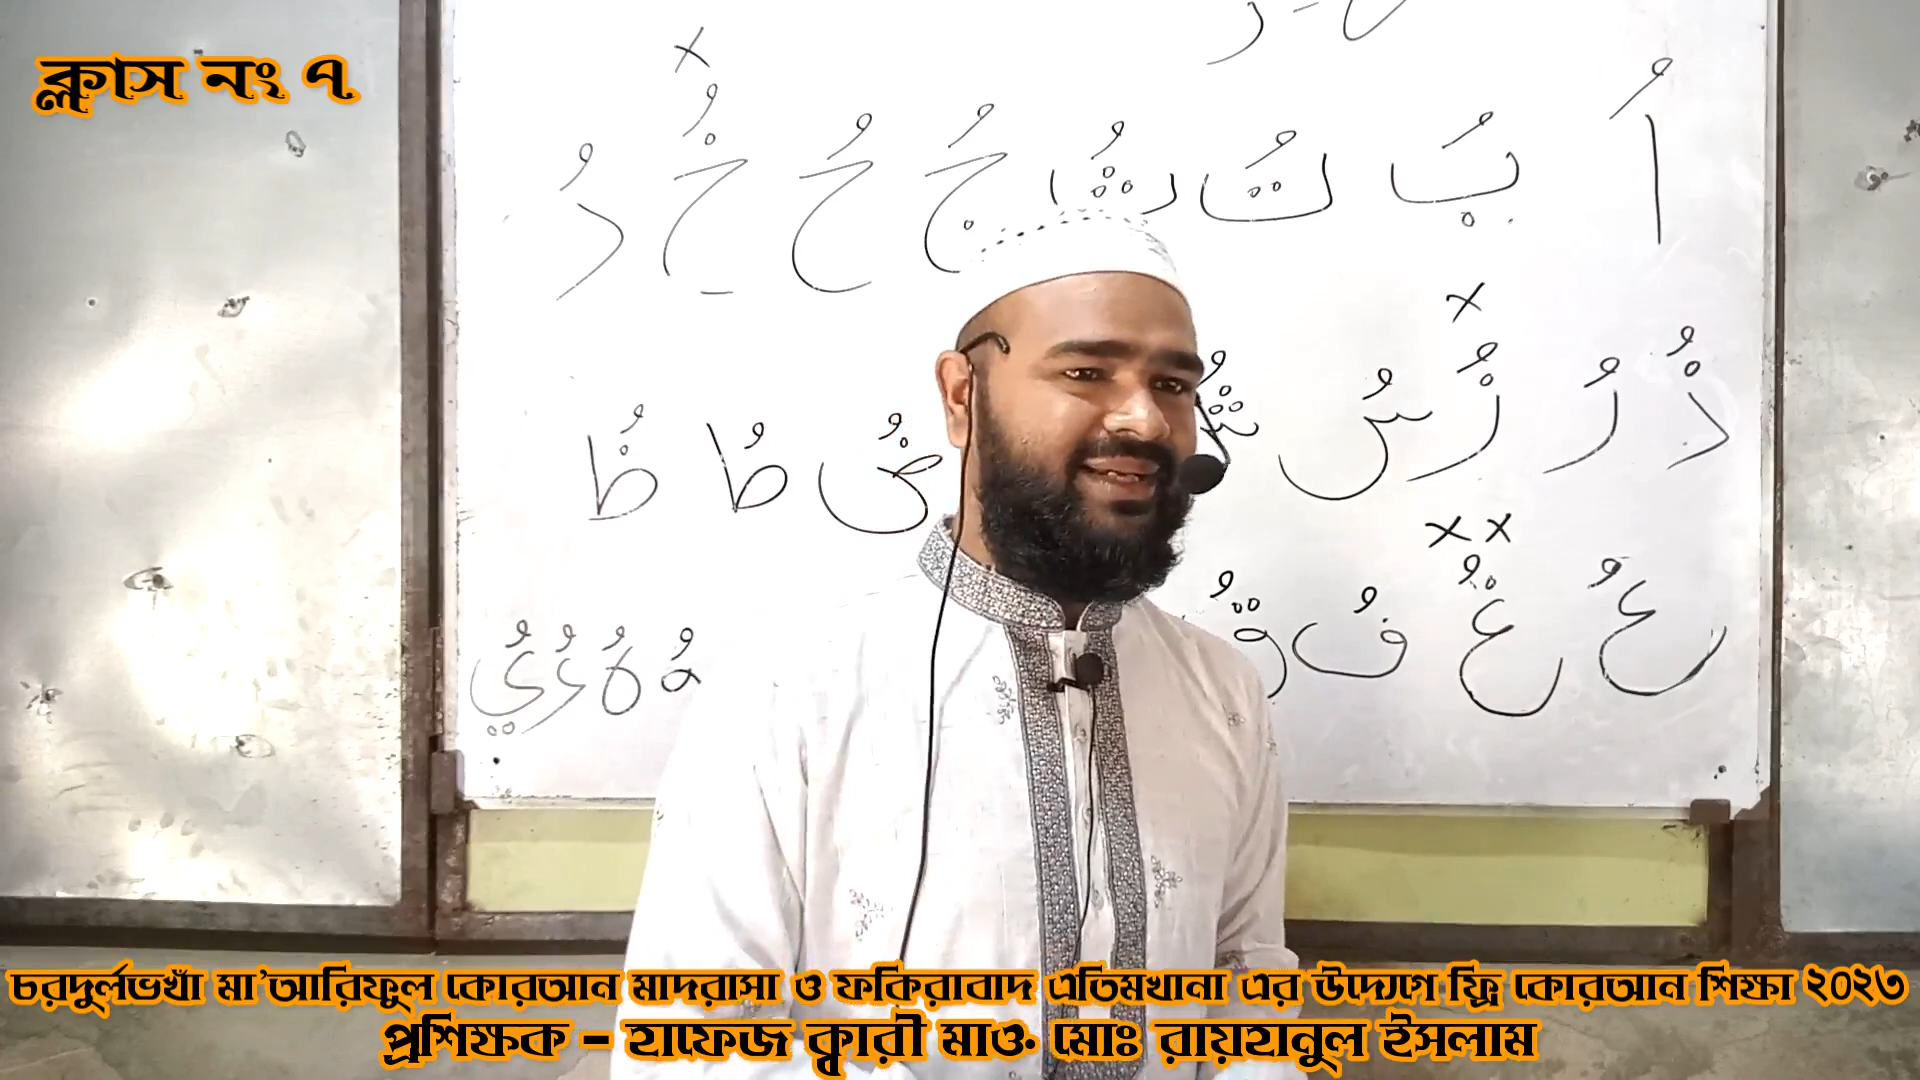 ক্লাস নং ৭
اُ بُ تُ ثُ جُ حُ خُ دُ
ذُ رُ زُ سُ شُ ضُ طُ ظُ
عُ غُ فُ قُ ءُ هُ وُ يُ
চরদুর্লভখাঁ মা'আরিফুল কোরআন মাদরাসা ও ফকিরাবাদ এতিমখানা এর উদ্যেগে ফ্রি কোরআন শিক্ষা ২০২৩
প্রশিক্ষক - হাফেজ ক্বারী মাও. মোঃ রায়হানুল ইসলাম